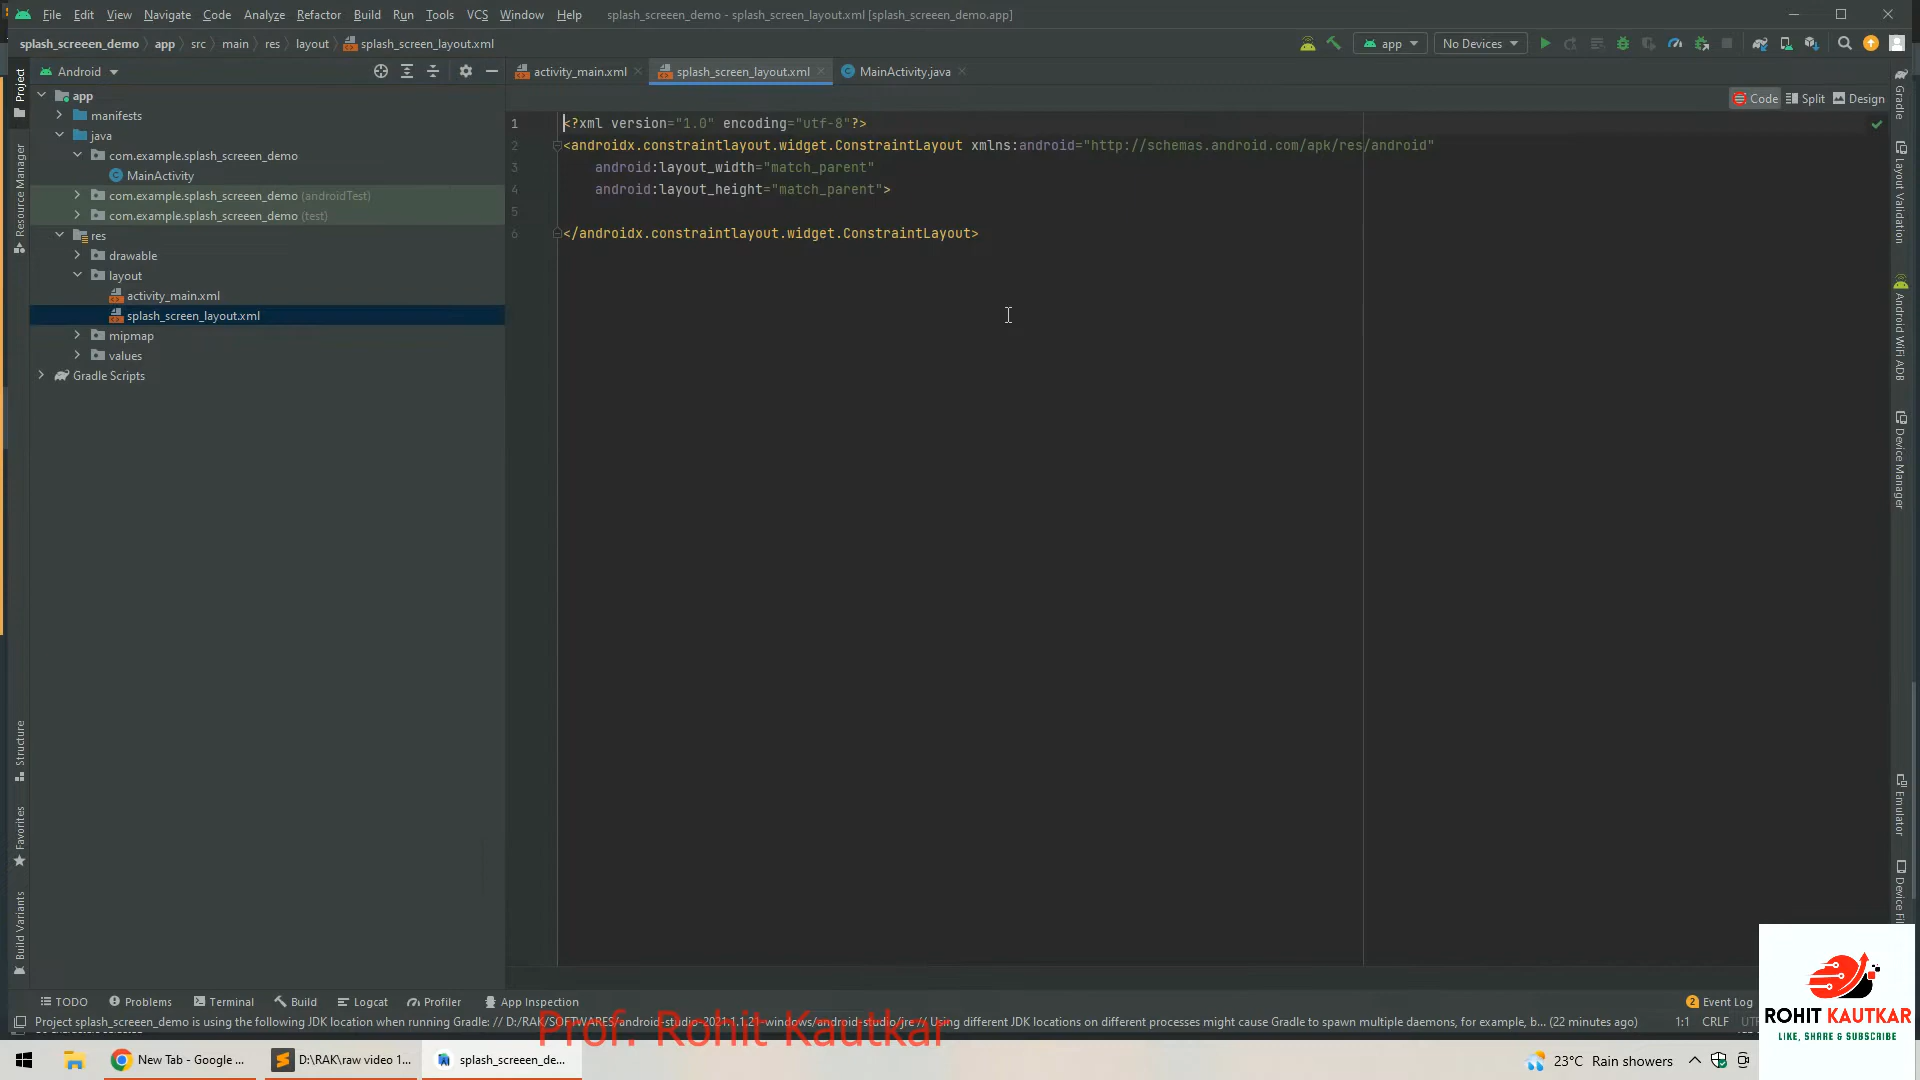 File Edit View Navigate Code Analyze Refactor Build Run Tools VCS Window Help splash_screeen_demo - splash_screen_layout.xml [splash_screeen_demo.app]
splash_screeen_demo app src main res layout splash_screen_layout.xml app No Devices
Android activity_main.xml splash_screen_layout.xml MainActivity.java
Code Split Design
Project
Resource Manager
Structure
Favorites
Build Variants
app
manifests
java
com.example.splash_screeen_demo
MainActivity
com.example.splash_screeen_demo (androidTest)
com.example.splash_screeen_demo (test)
res
drawable
layout
activity_main.xml
splash_screen_layout.xml
mipmap
values
Gradle Scripts
1 <?xml version="1.0" encoding="utf-8"?>
2 <androidx.constraintlayout.widget.ConstraintLayout xmlns:android="http://schemas.android.com/apk/res/android"
3 android:layout_width="match_parent"
4 android:layout_height="match_parent">
5
6 </androidx.constraintlayout.widget.ConstraintLayout>
Gradle
Layout Validation
Android WiFi ADB
Device Manager
Emulator
Device Fil
TODO Problems Terminal Build Logcat Profiler App Inspection 2 Event Log
Project splash_screeen_demo is using the following JDK location when running Gradle: // D:/RAK/SOFTWARES/android-studio-2021.1.1.21-windows/android-studio/jre // Using different JDK locations on different processes might cause Gradle to spawn multiple daemons, for example, b... (22 minutes ago) 1:1 CRLF UTF
Prof. Rohit Kautkar
New Tab - Google ... D:\RAK\raw video 1... splash_screeen_de... 23°C Rain showers
ROHIT KAUTKAR
LIKE, SHARE & SUBSCRIBE